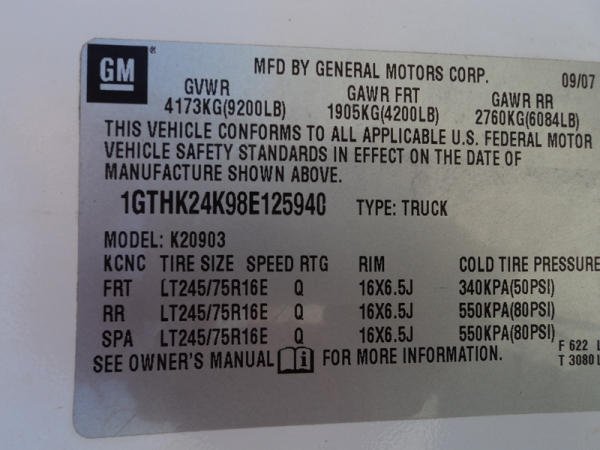 GM ®
MFD BY GENERAL MOTORS CORP. 09/07
GVWR GAWR FRT GAWR RR
4173KG(9200LB) 1905KG(4200LB) 2760KG(6084LB)
THIS VEHICLE CONFORMS TO ALL APPLICABLE U.S. FEDERAL MOTOR
VEHICLE SAFETY STANDARDS IN EFFECT ON THE DATE OF
MANUFACTURE SHOWN ABOVE.
1GTHK24K98E125940 TYPE: TRUCK
MODEL: K20903
KCNC TIRE SIZE SPEED RTG RIM COLD TIRE PRESSURE
FRT LT245/75R16E Q 16X6.5J 340KPA(50PSI)
RR LT245/75R16E Q 16X6.5J 550KPA(80PSI)
SPA LT245/75R16E Q 16X6.5J 550KPA(80PSI)
F 622 L
SEE OWNER'S MANUAL FOR MORE INFORMATION. T 3080 L